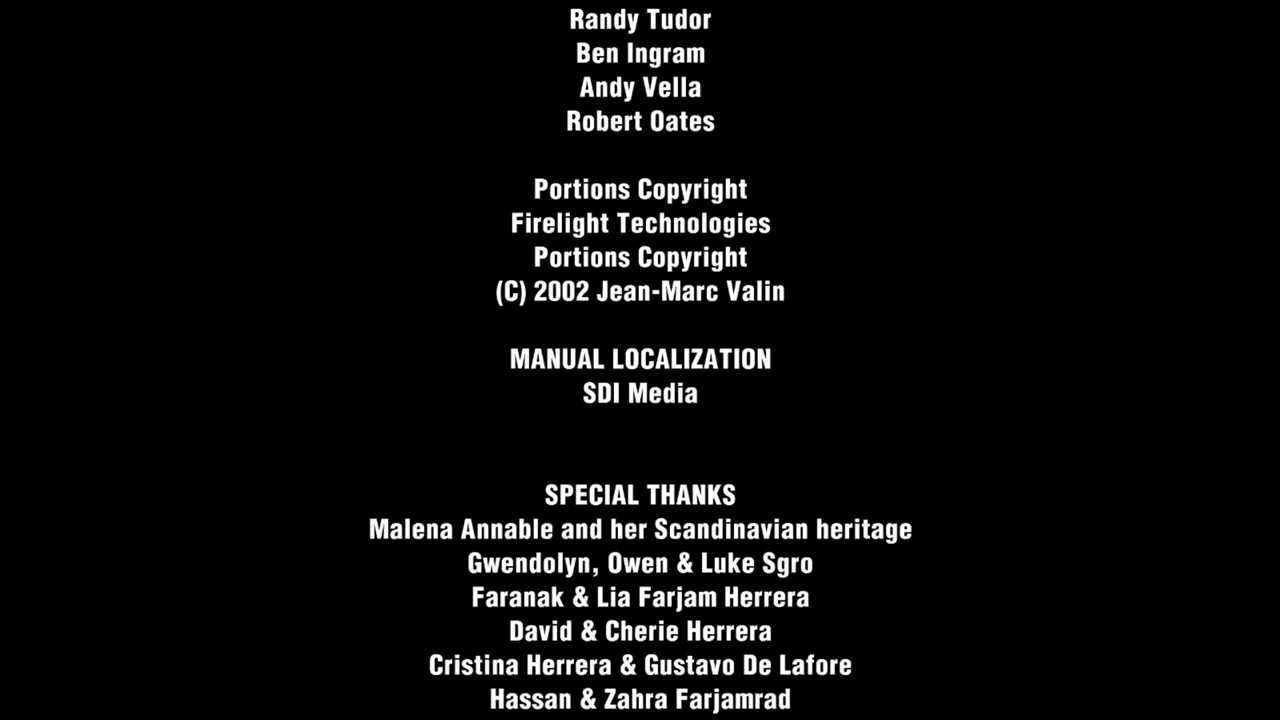 Randy Tudor
Ben Ingram
Andy Vella
Robert Oates
Portions Copyright
Firelight Technologies
Portions Copyright
(C) 2002 Jean-Marc Valin
MANUAL LOCALIZATION
SDI Media
SPECIAL THANKS
Malena Annable and her Scandinavian heritage
Gwendolyn, Owen & Luke Sgro
Faranak & Lia Farjam Herrera
David & Cherie Herrera
Cristina Herrera & Gustavo De Lafore
Hassan & Zahra Farjamrad